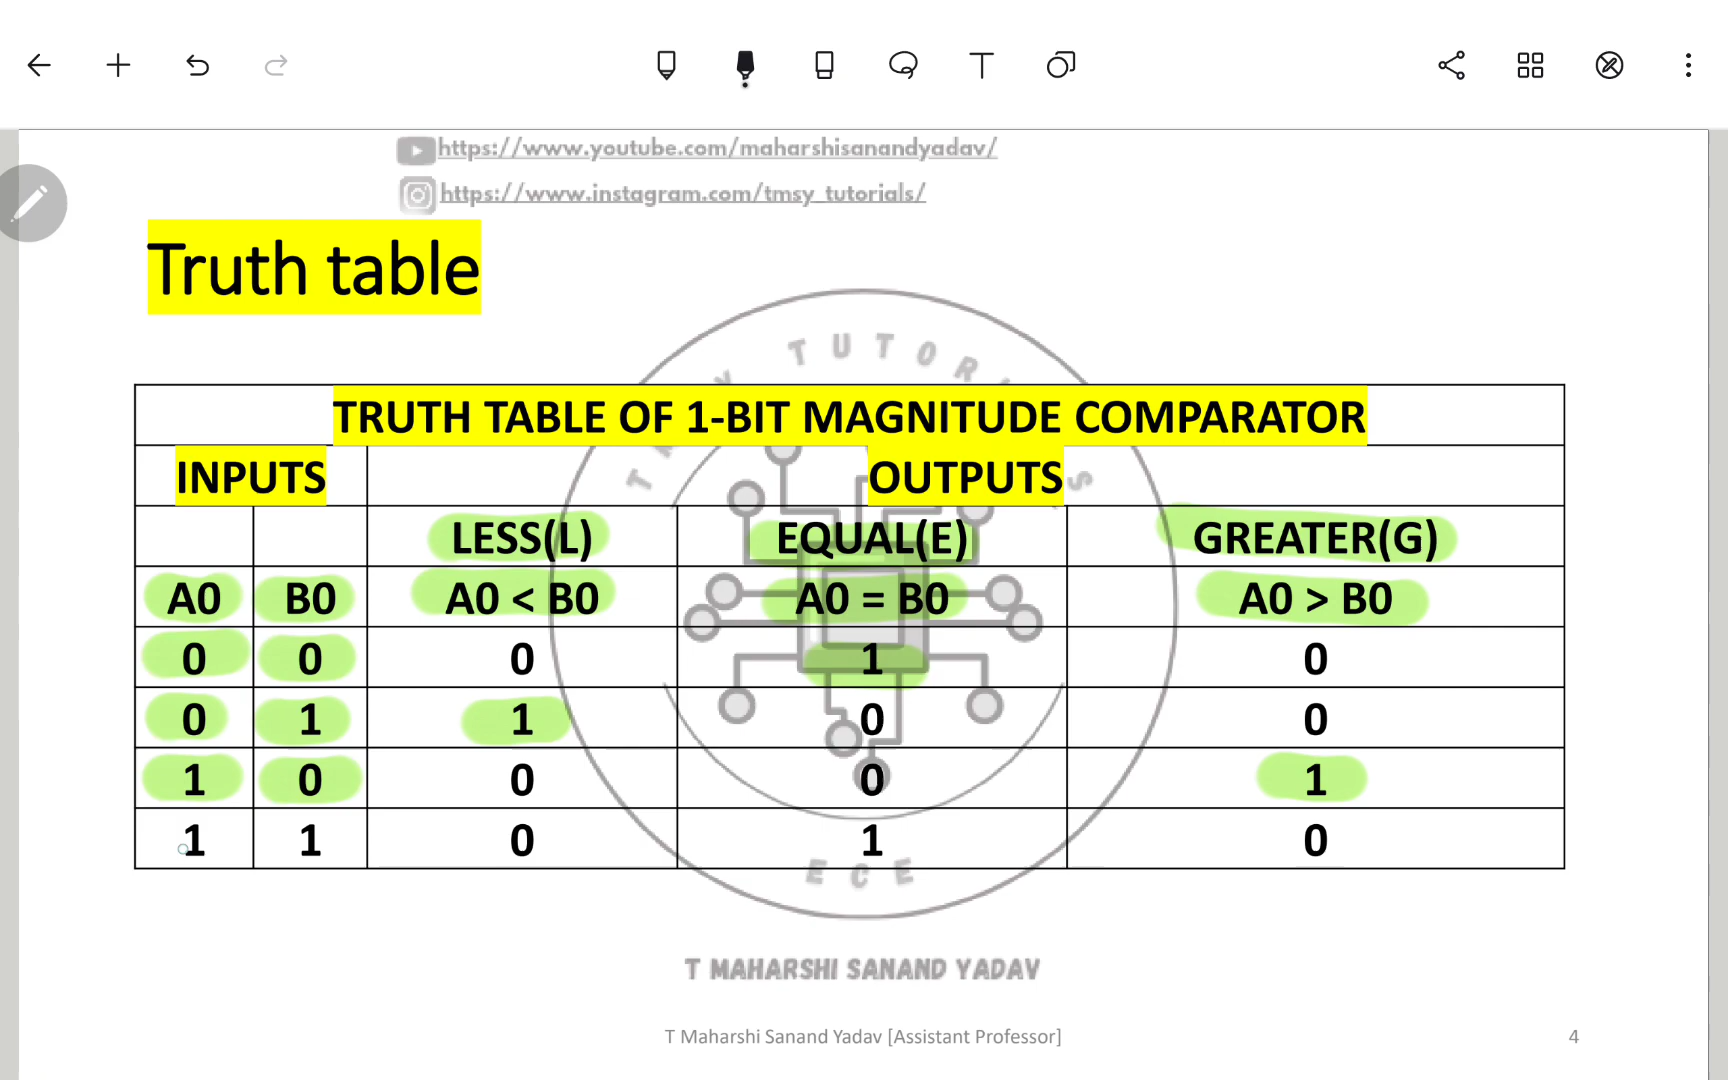 https://www.youtube.com/maharshisanandyadav/
https://www.instagram.com/tmsy_tutorials/
Truth table
TRUTH TABLE OF 1-BIT MAGNITUDE COMPARATOR
INPUTS OUTPUTS
LESS(L) EQUAL(E) GREATER(G)
A0 B0 A0 < B0 A0 = B0 A0 > B0
0 0 0 1 0
0 1 1 0 0
1 0 0 0 1
1 1 0 1 0
ECE
T MAHARSHI SANAND YADAV
T Maharshi Sanand Yadav [Assistant Professor] 4